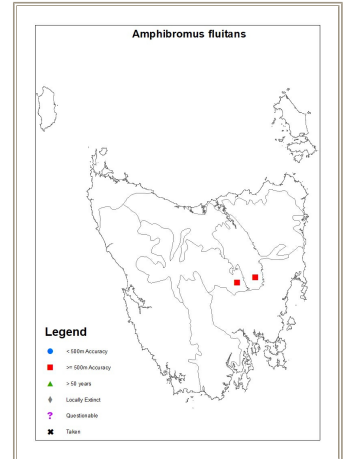 Amphibromus fluitans
Legend
< 500m Accuracy
>= 500m Accuracy
> 50 years
Locally Extinct
? Questionable
Taken